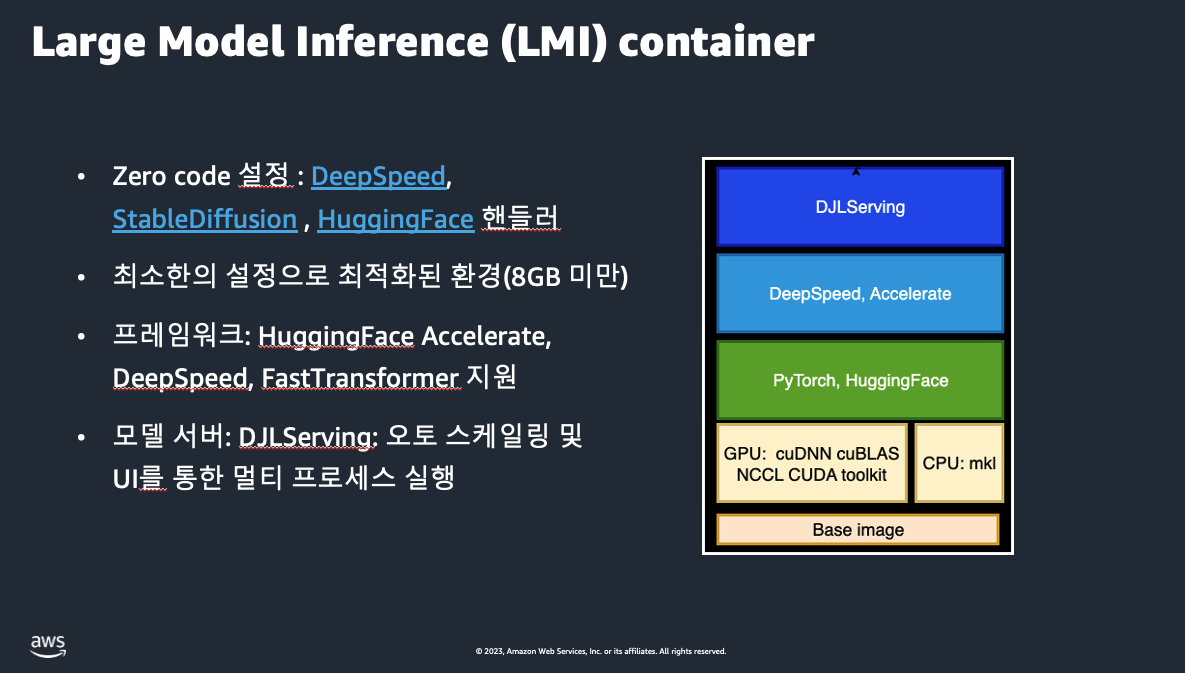 Large Model Inference (LMI) container
• Zero code 설정 : DeepSpeed,
StableDiffusion , HuggingFace 핸들러
• 최소한의 설정으로 최적화된 환경(8GB 미만)
• 프레임워크: HuggingFace Accelerate,
DeepSpeed, FastTransformer 지원
• 모델 서버: DJLServing: 오토 스케일링 및
UI를 통한 멀티 프로세스 실행
DJLServing
DeepSpeed, Accelerate
PyTorch, HuggingFace
GPU: cuDNN cuBLAS
NCCL CUDA toolkit
CPU: mkl
Base image
aws
© 2023, Amazon Web Services, Inc. or its affiliates. All rights reserved.